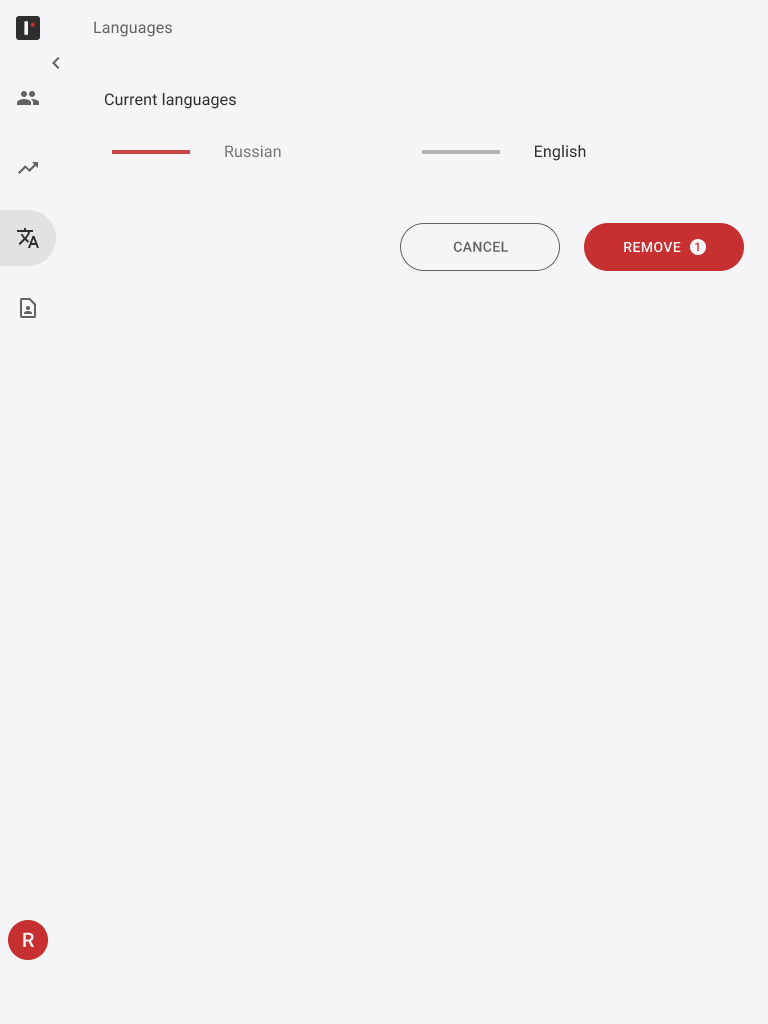 Languages
Current languages
Russian
English
CANCEL
REMOVE 1
R